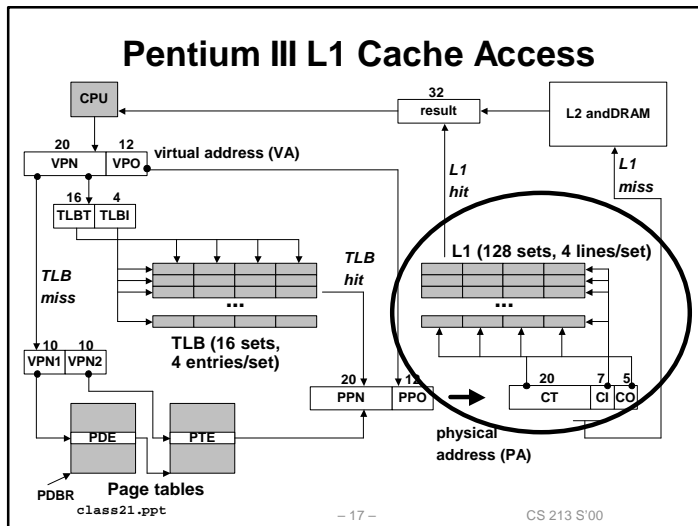 Pentium III L1 Cache Access
CPU
32
result
L2 andDRAM
20 12
VPN VPO
virtual address (VA)
L1
hit
L1
miss
16 4
TLBT TLBI
TLB
miss
TLB
hit
L1 (128 sets, 4 lines/set)
...
...
TLB (16 sets,
4 entries/set)
10 10
VPN1 VPN2
20 12
PPN PPO
20 7 5
CT CI CO
physical
address (PA)
PDE
PTE
PDBR
Page tables
class21.ppt
– 17 –
CS 213 S'00